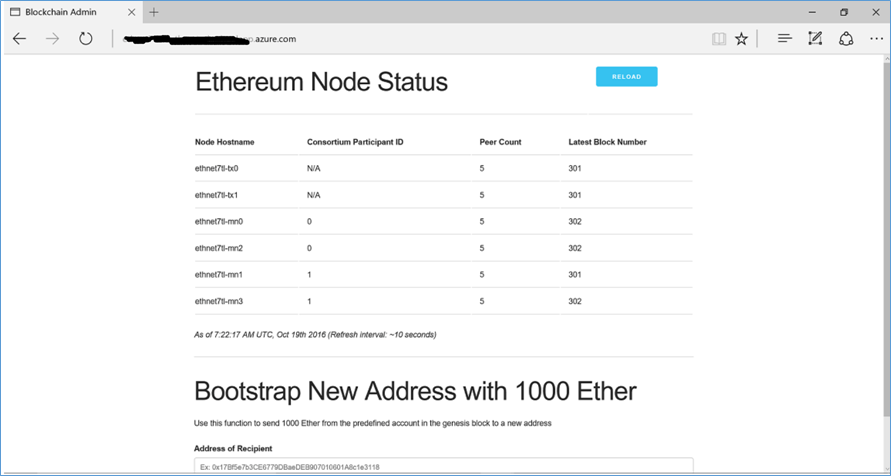 Blockchain Admin
azure.com
Ethereum Node Status
RELOAD
Node Hostname Consortium Participant ID Peer Count Latest Block Number
ethnet7tl-tx0 N/A 5 301
ethnet7tl-tx1 N/A 5 301
ethnet7tl-mn0 0 5 302
ethnet7tl-mn2 0 5 302
ethnet7tl-mn1 1 5 301
ethnet7tl-mn3 1 5 302
As of 7:22:17 AM UTC, Oct 19th 2016 (Refresh interval: ~10 seconds)
Bootstrap New Address with 1000 Ether
Use this function to send 1000 Ether from the predefined account in the genesis block to a new address
Address of Recipient
Ex: 0x17Bf5e7b3CE6779DBaeDEB907010601A8c1e3118